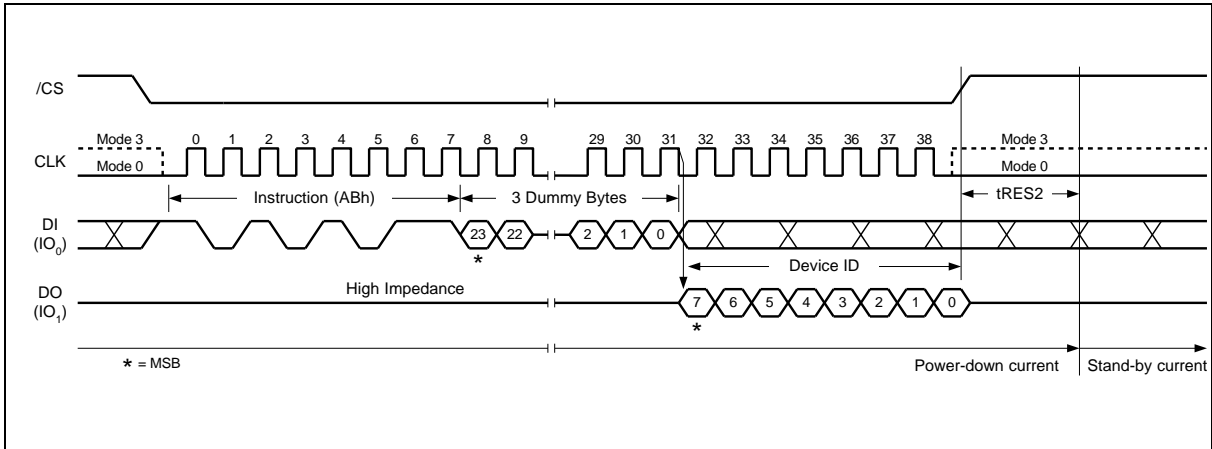 /CS
Mode 3 0 1 2 3 4 5 6 7 8 9 29 30 31 32 33 34 35 36 37 38 Mode 3
CLK
Mode 0 Mode 0
Instruction (ABh) 3 Dummy Bytes tRES2
DI
(IO0) 23 22 2 1 0
*
Device ID
High Impedance
DO
(IO1) 7 6 5 4 3 2 1 0
*
* = MSB Power-down current Stand-by current